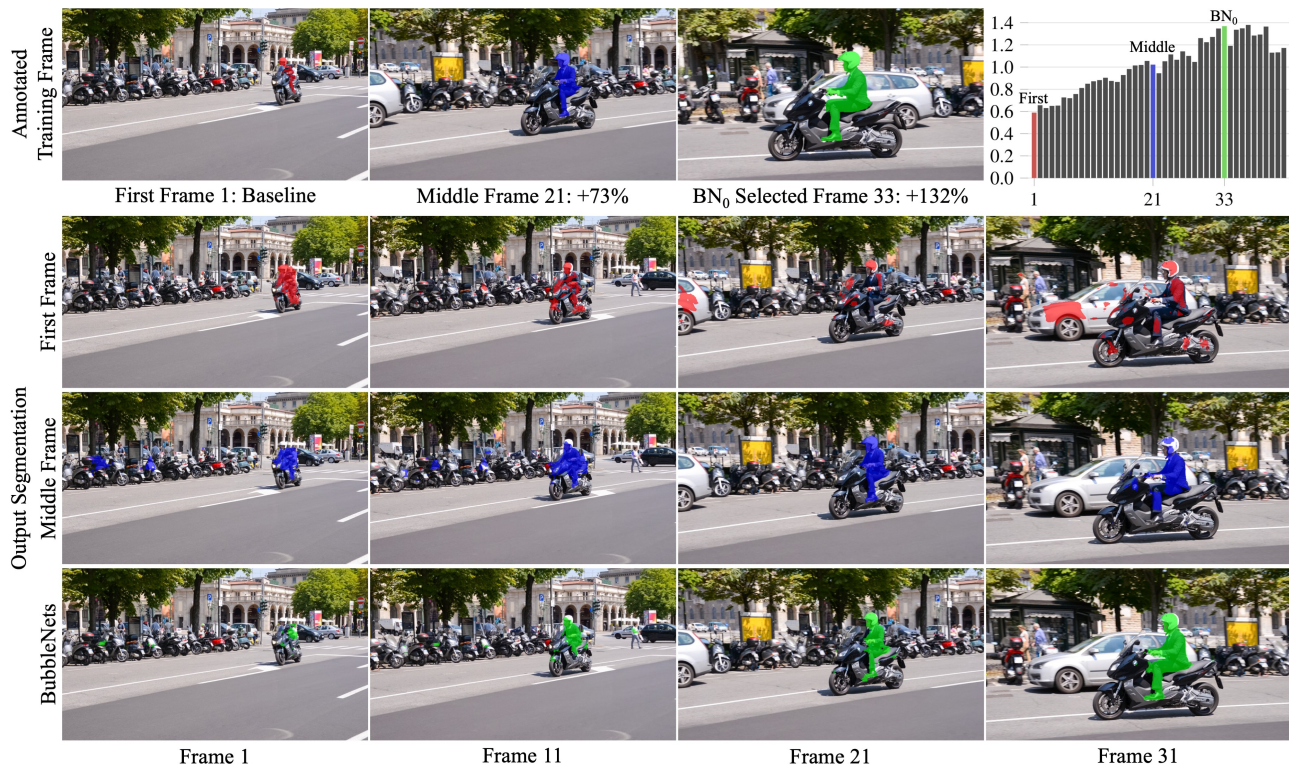 Annotated
Training Frame
First Frame 1: Baseline
Middle Frame 21: +73%
BN₀ Selected Frame 33: +132%
1.4
1.2
1.0
0.8
0.6
0.4
0.2
0.0
First
Middle
BN₀
1
21
33
Output Segmentation
First Frame
Middle Frame
BubbleNets
Frame 1
Frame 11
Frame 21
Frame 31